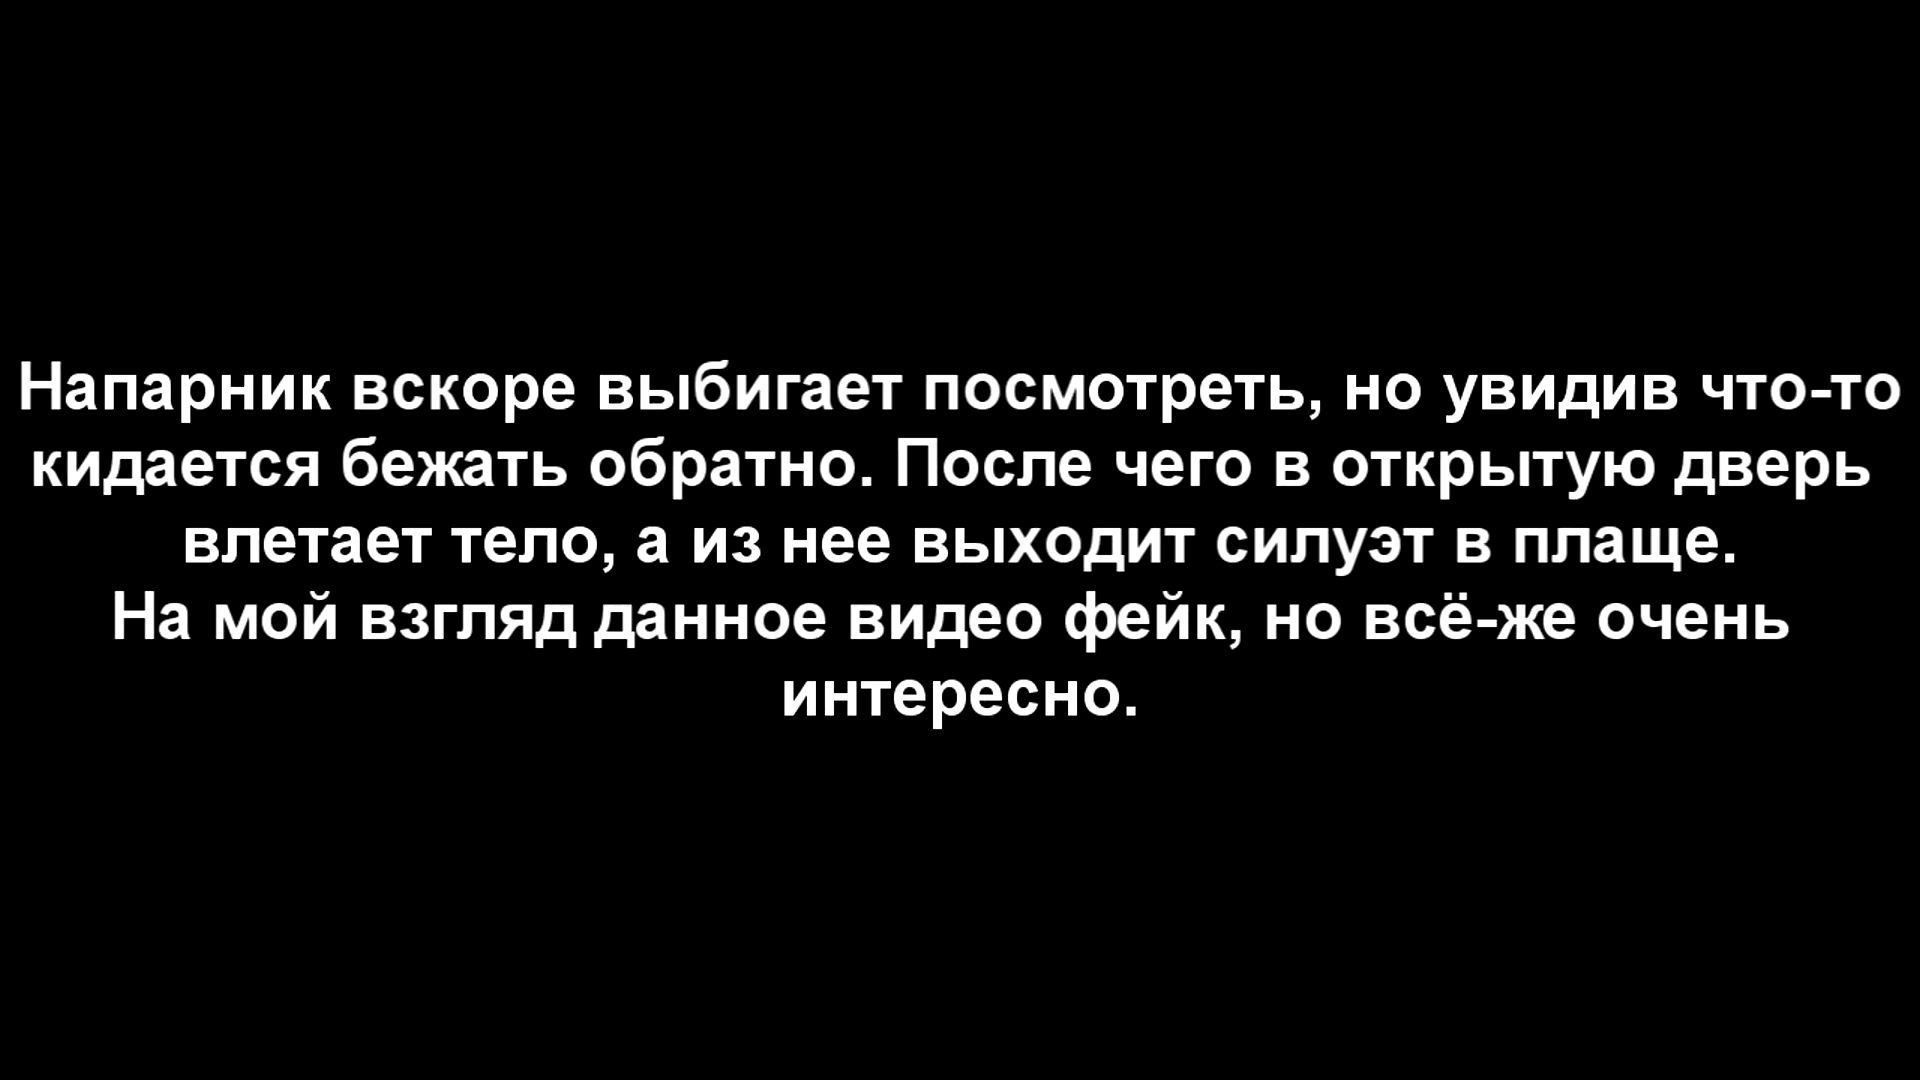 Напарник вскоре выбигает посмотреть, но увидив что-то
кидается бежать обратно. После чего в открытую дверь
влетает тело, а из нее выходит силуэт в плаще.
На мой взгляд данное видео фейк, но всё-же очень
интересно.